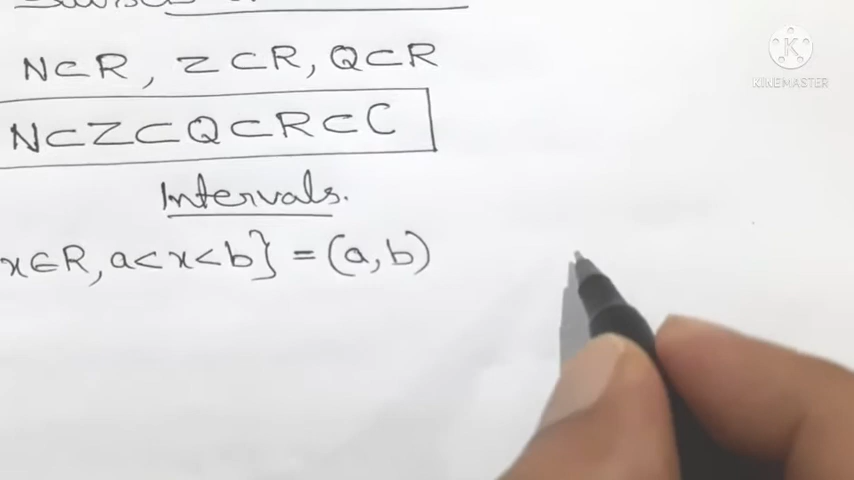 N⊂R, Z⊂R, Q⊂R
N⊂Z⊂Q⊂R⊂C
Intervals.
x∈R, a<x<b} = (a,b)
KINEMASTER